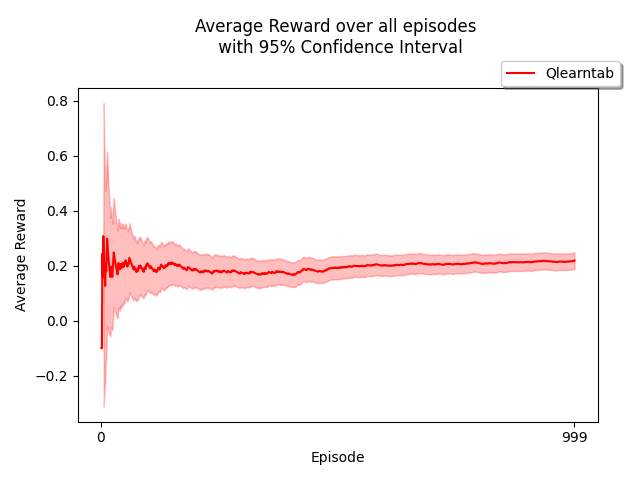 Average Reward over all episodes
with 95% Confidence Interval
Qlearntab
0.8
0.6
0.4
0.2
0.0
−0.2
Average Reward
0 999
Episode